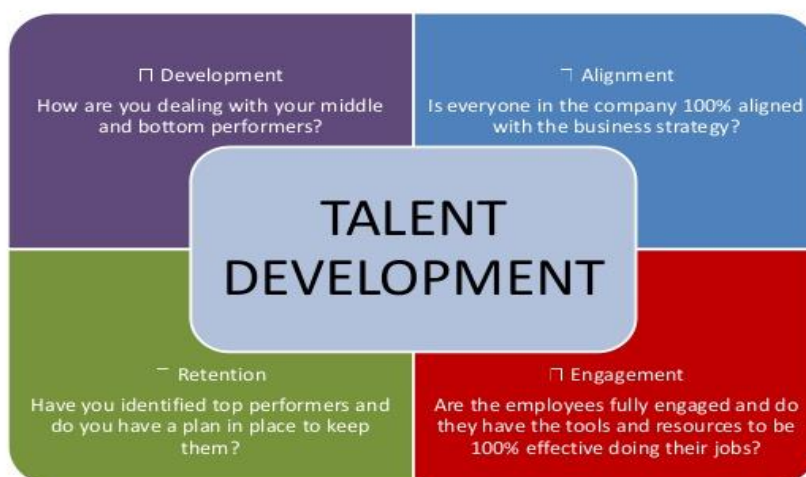 Development
How are you dealing with your middle
and bottom performers?
Alignment
Is everyone in the company 100% aligned
with the business strategy?
TALENT
DEVELOPMENT
Retention
Have you identified top performers and
do you have a plan in place to keep
them?
Engagement
Are the employees fully engaged and do
they have the tools and resources to be
100% effective doing their jobs?